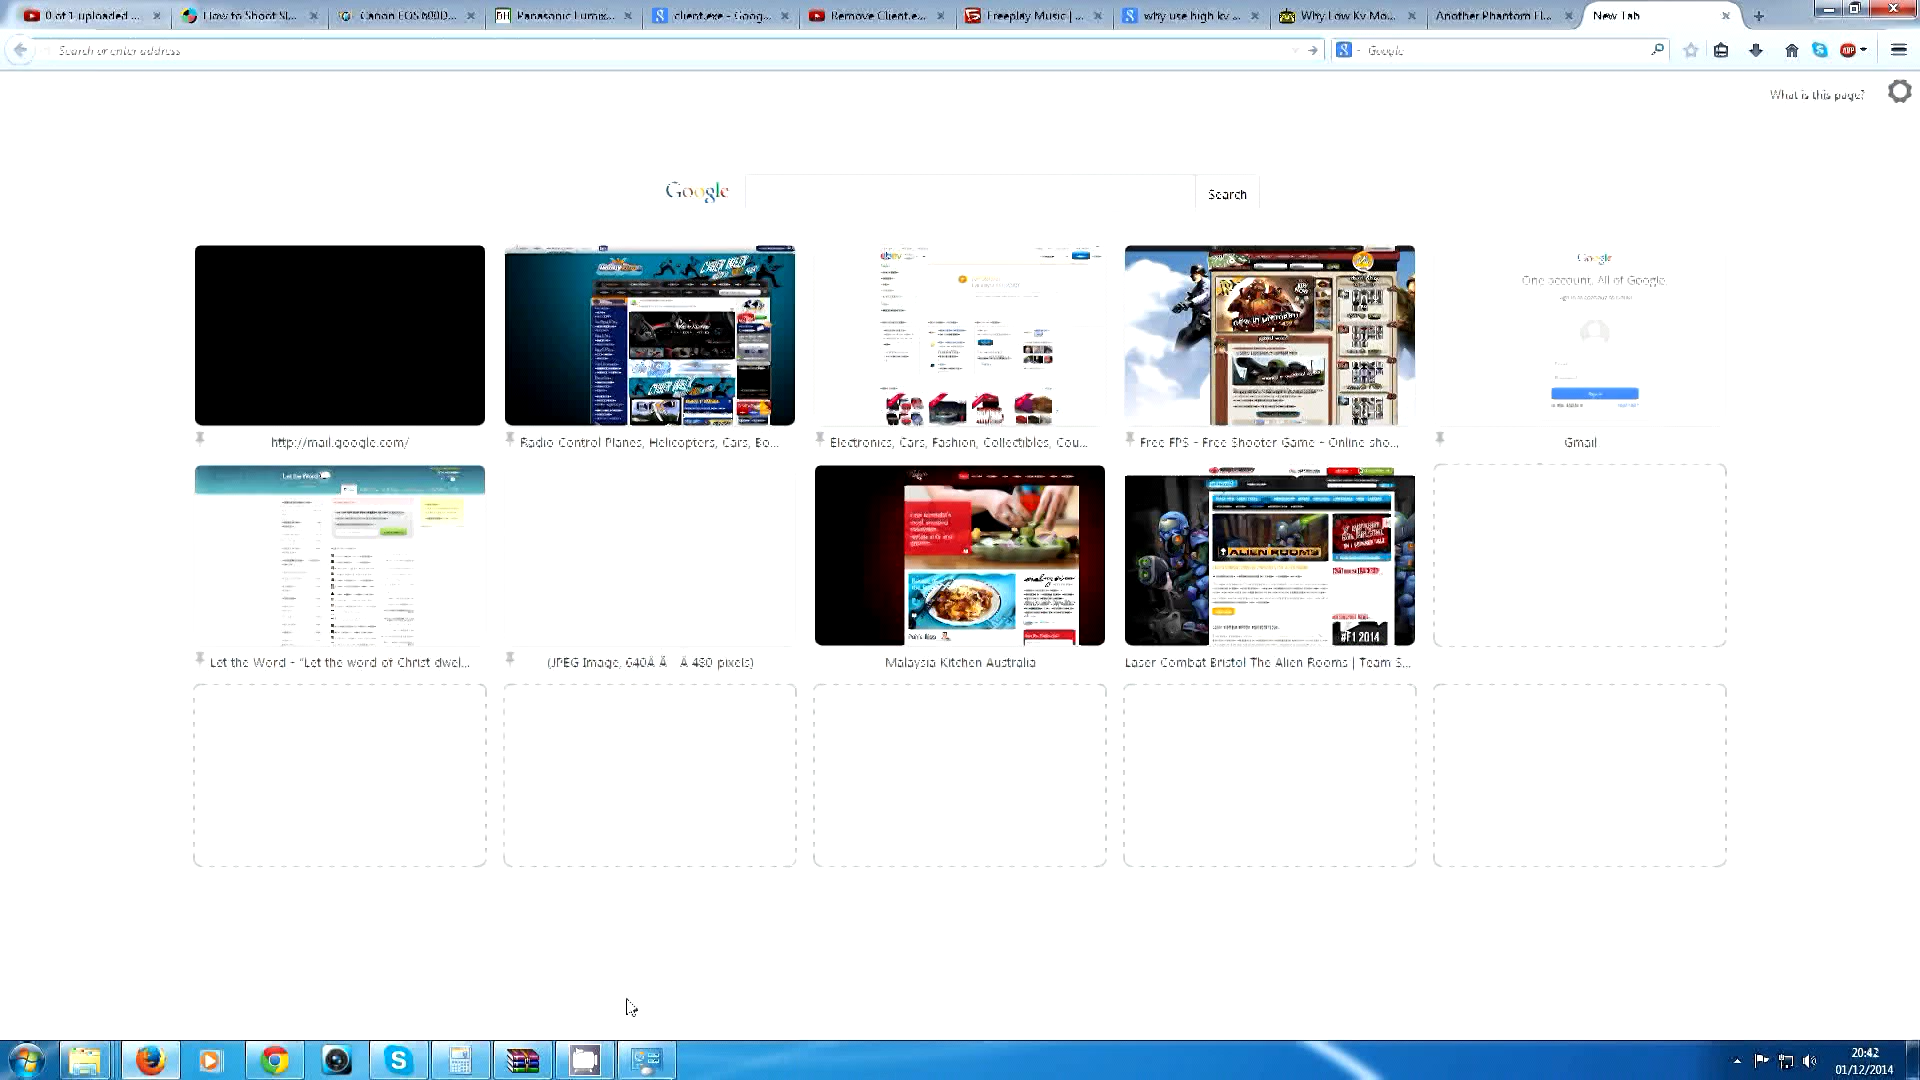 0 of 1 uploaded ...
How to Shoot Sl...
Canon EOS 600D...
Panasonic Lumix...
client.exe - Goog...
Remove Client.e...
Freeplay Music | ...
why use high kv ...
Why Low Kv Mo...
Another Phantom Fl...
New Tab
Search or enter address
Google
What is this page?
Google
Search
Google
One account. All of Google.
http://mail.google.com/
Radio Control Planes, Helicopters, Cars, Bo...
Electronics, Cars, Fashion, Collectibles, Cou...
Free FPS - Free Shooter Game - Online sho...
Gmail
Let the Word
ALIEN ROOMS
#F1 2014
Let the Word - "Let the word of Christ dwel...
(JPEG Image, 640Ã Â  Â 480 pixels)
Malaysia Kitchen Australia
Laser Combat Bristol The Alien Rooms | Team S...
20:42
01/12/2014